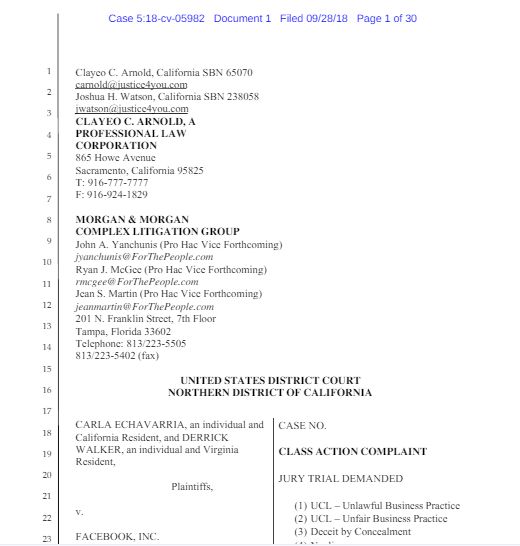 Case 5:18-cv-05982 Document 1 Filed 09/28/18 Page 1 of 30
1 Clayeo C. Arnold, California SBN 65070
carnold@justice4you.com
2 Joshua H. Watson, California SBN 238058
3 jwatson@justice4you.com
CLAYEO C. ARNOLD, A
4 PROFESSIONAL LAW
CORPORATION
5 865 Howe Avenue
6 Sacramento, California 95825
T: 916-777-7777
7 F: 916-924-1829
8 MORGAN & MORGAN
COMPLEX LITIGATION GROUP
9 John A. Yanchunis (Pro Hac Vice Forthcoming)
10 jyanchunis@ForThePeople.com
Ryan J. McGee (Pro Hac Vice Forthcoming)
11 rmcgee@ForThePeople.com
Jean S. Martin (Pro Hac Vice Forthcoming)
12 jeanmartin@ForThePeople.com
13 201 N. Franklin Street, 7th Floor
Tampa, Florida 33602
14 Telephone: 813/223-5505
813/223-5402 (fax)
15
UNITED STATES DISTRICT COURT
16 NORTHERN DISTRICT OF CALIFORNIA
17
CARLA ECHAVARRIA, an individual and
18 California Resident, and DERRICK
19 WALKER, an individual and Virginia
Resident,
20
Plaintiffs,
21
22 v.
23 FACEBOOK, INC.
CASE NO.
CLASS ACTION COMPLAINT
JURY TRIAL DEMANDED
(1) UCL – Unlawful Business Practice
(2) UCL – Unfair Business Practice
(3) Deceit by Concealment